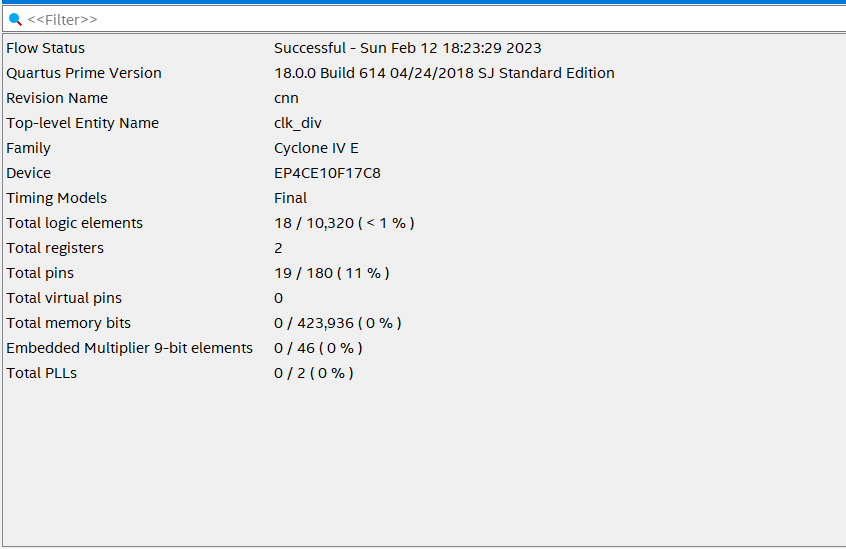 <<Filter>>
Flow Status Successful - Sun Feb 12 18:23:29 2023
Quartus Prime Version 18.0.0 Build 614 04/24/2018 SJ Standard Edition
Revision Name cnn
Top-level Entity Name clk_div
Family Cyclone IV E
Device EP4CE10F17C8
Timing Models Final
Total logic elements 18 / 10,320 ( < 1 % )
Total registers 2
Total pins 19 / 180 ( 11 % )
Total virtual pins 0
Total memory bits 0 / 423,936 ( 0 % )
Embedded Multiplier 9-bit elements 0 / 46 ( 0 % )
Total PLLs 0 / 2 ( 0 % )